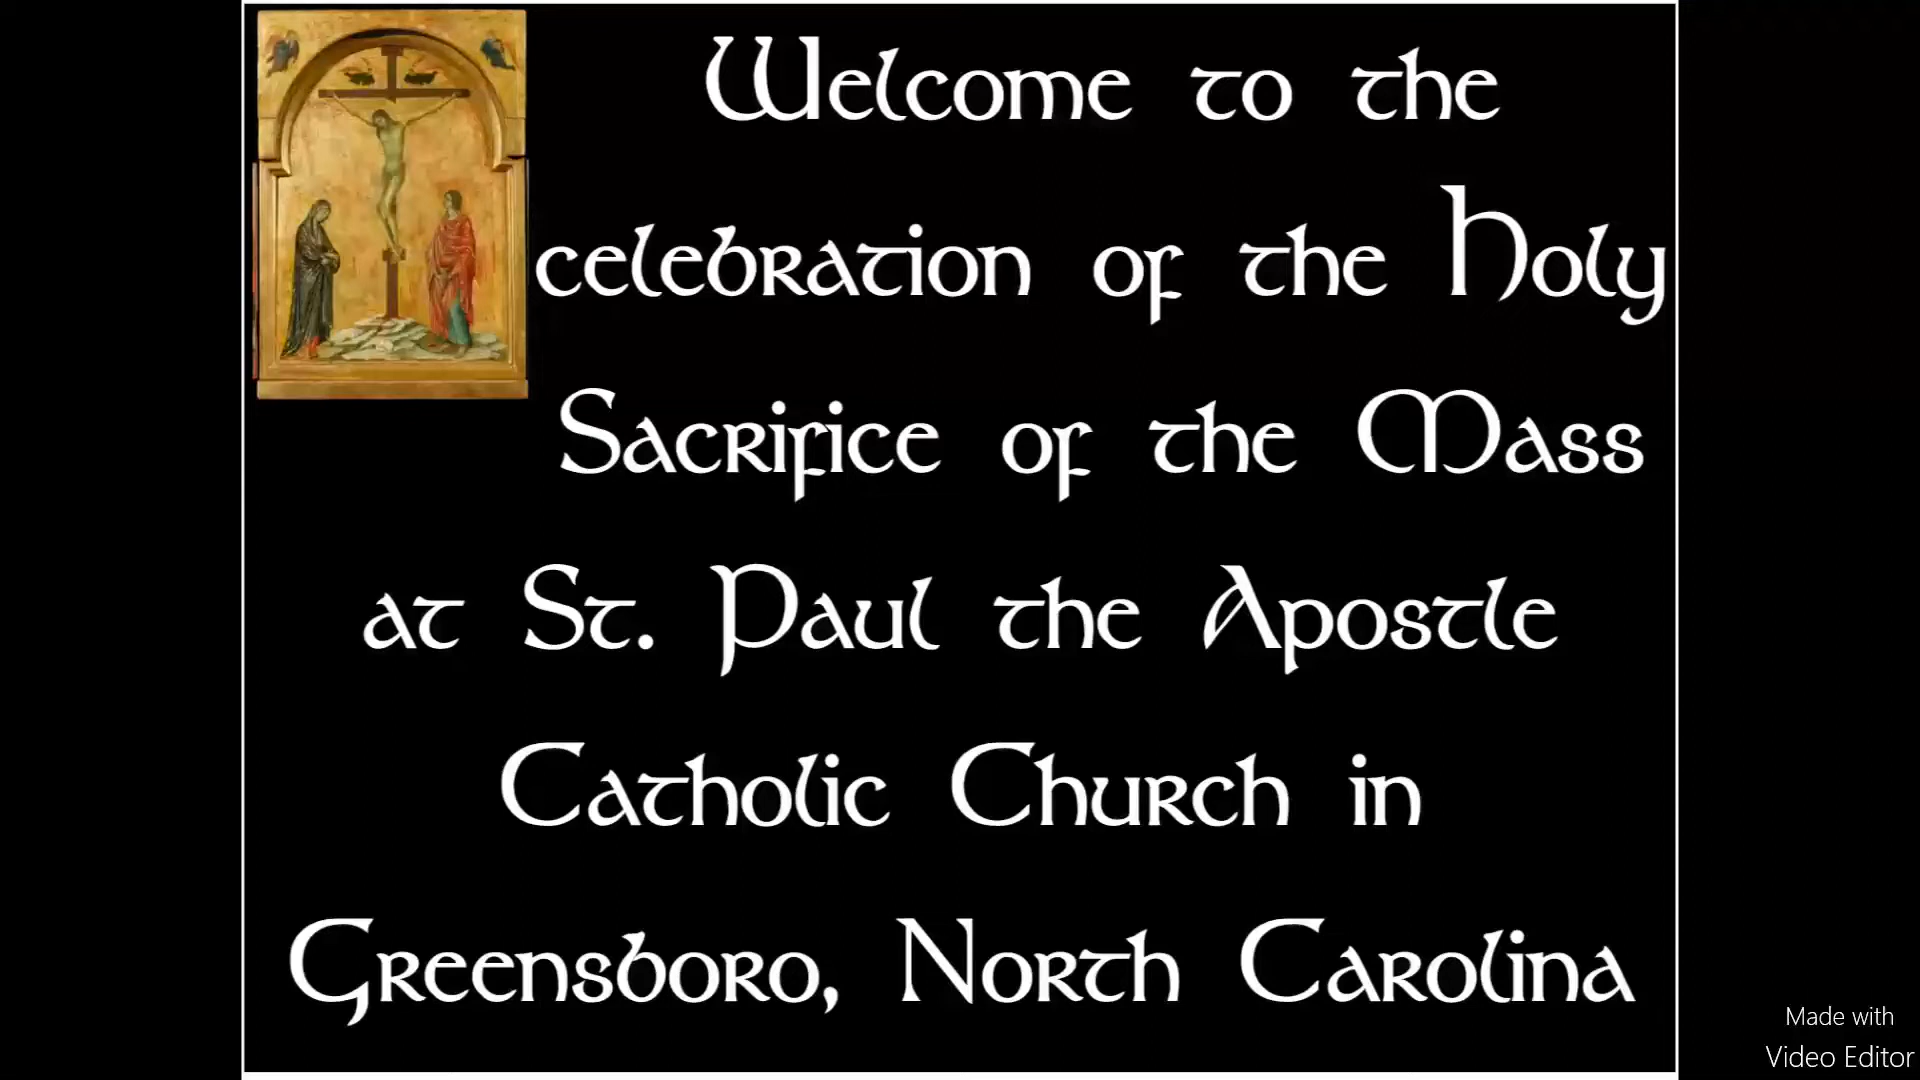 Welcome to the
celebration of the Holy
Sacrifice of the Mass
at St. Paul the Apostle
Catholic Church in
Greensboro, North Carolina
Made with
Video Editor